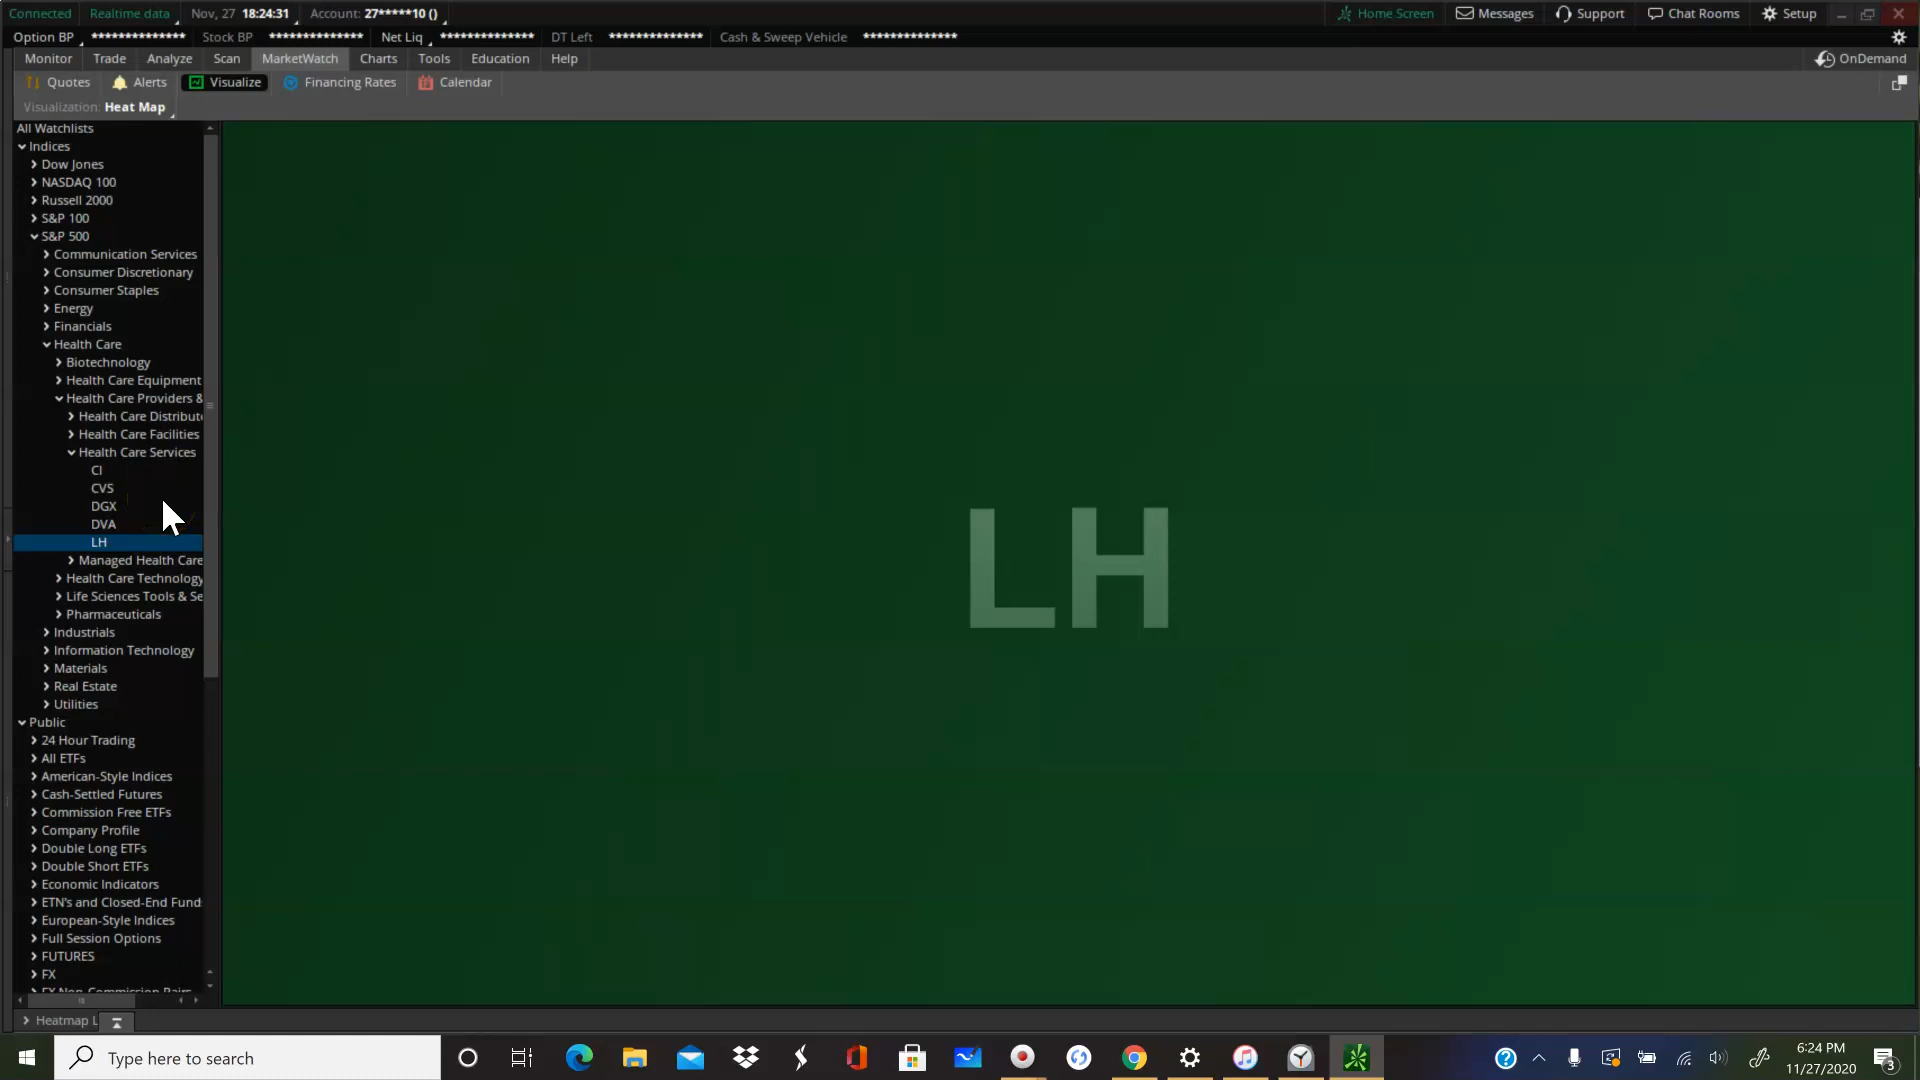 Connected Realtime data Nov, 27 18:24:31 Account: 27*****10 () Home Screen Messages Support Chat Rooms Setup
Option BP ************** Stock BP ************** Net Liq ************** DT Left ************** Cash & Sweep Vehicle **************
Monitor Trade Analyze Scan MarketWatch Charts Tools Education Help OnDemand
Quotes Alerts Visualize Financing Rates Calendar
Visualization: Heat Map
All Watchlists
Indices
Dow Jones
NASDAQ 100
Russell 2000
S&P 100
S&P 500
Communication Services
Consumer Discretionary
Consumer Staples
Energy
Financials
Health Care
Biotechnology
Health Care Equipment
Health Care Providers &
Health Care Distribut
Health Care Facilities
Health Care Services
CI
CVS
DGX
DVA
LH
Managed Health Care
Health Care Technology
Life Sciences Tools & Se
Pharmaceuticals
Industrials
Information Technology
Materials
Real Estate
Utilities
Public
24 Hour Trading
All ETFs
American-Style Indices
Cash-Settled Futures
Commission Free ETFs
Company Profile
Double Long ETFs
Double Short ETFs
Economic Indicators
ETN's and Closed-End Fund
European-Style Indices
Full Session Options
FUTURES
FX
FX Non-Commission Pairs
LH
Heatmap L
Type here to search
6:24 PM
11/27/2020
3